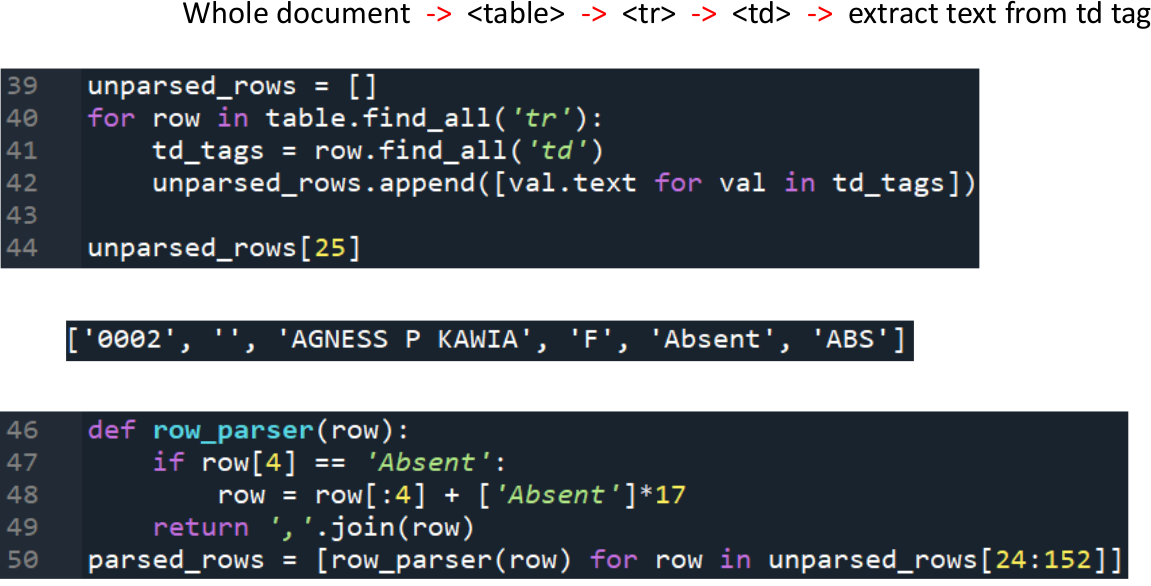 Whole document -> <table> -> <tr> -> <td> -> extract text from td tag
39 unparsed_rows = []
40 for row in table.find_all('tr'):
41     td_tags = row.find_all('td')
42     unparsed_rows.append([val.text for val in td_tags])
43
44 unparsed_rows[25]
['0002', '', 'AGNESS P KAWIA', 'F', 'Absent', 'ABS']
46 def row_parser(row):
47     if row[4] == 'Absent':
48         row = row[:4] + ['Absent']*17
49     return ','.join(row)
50 parsed_rows = [row_parser(row) for row in unparsed_rows[24:152]]